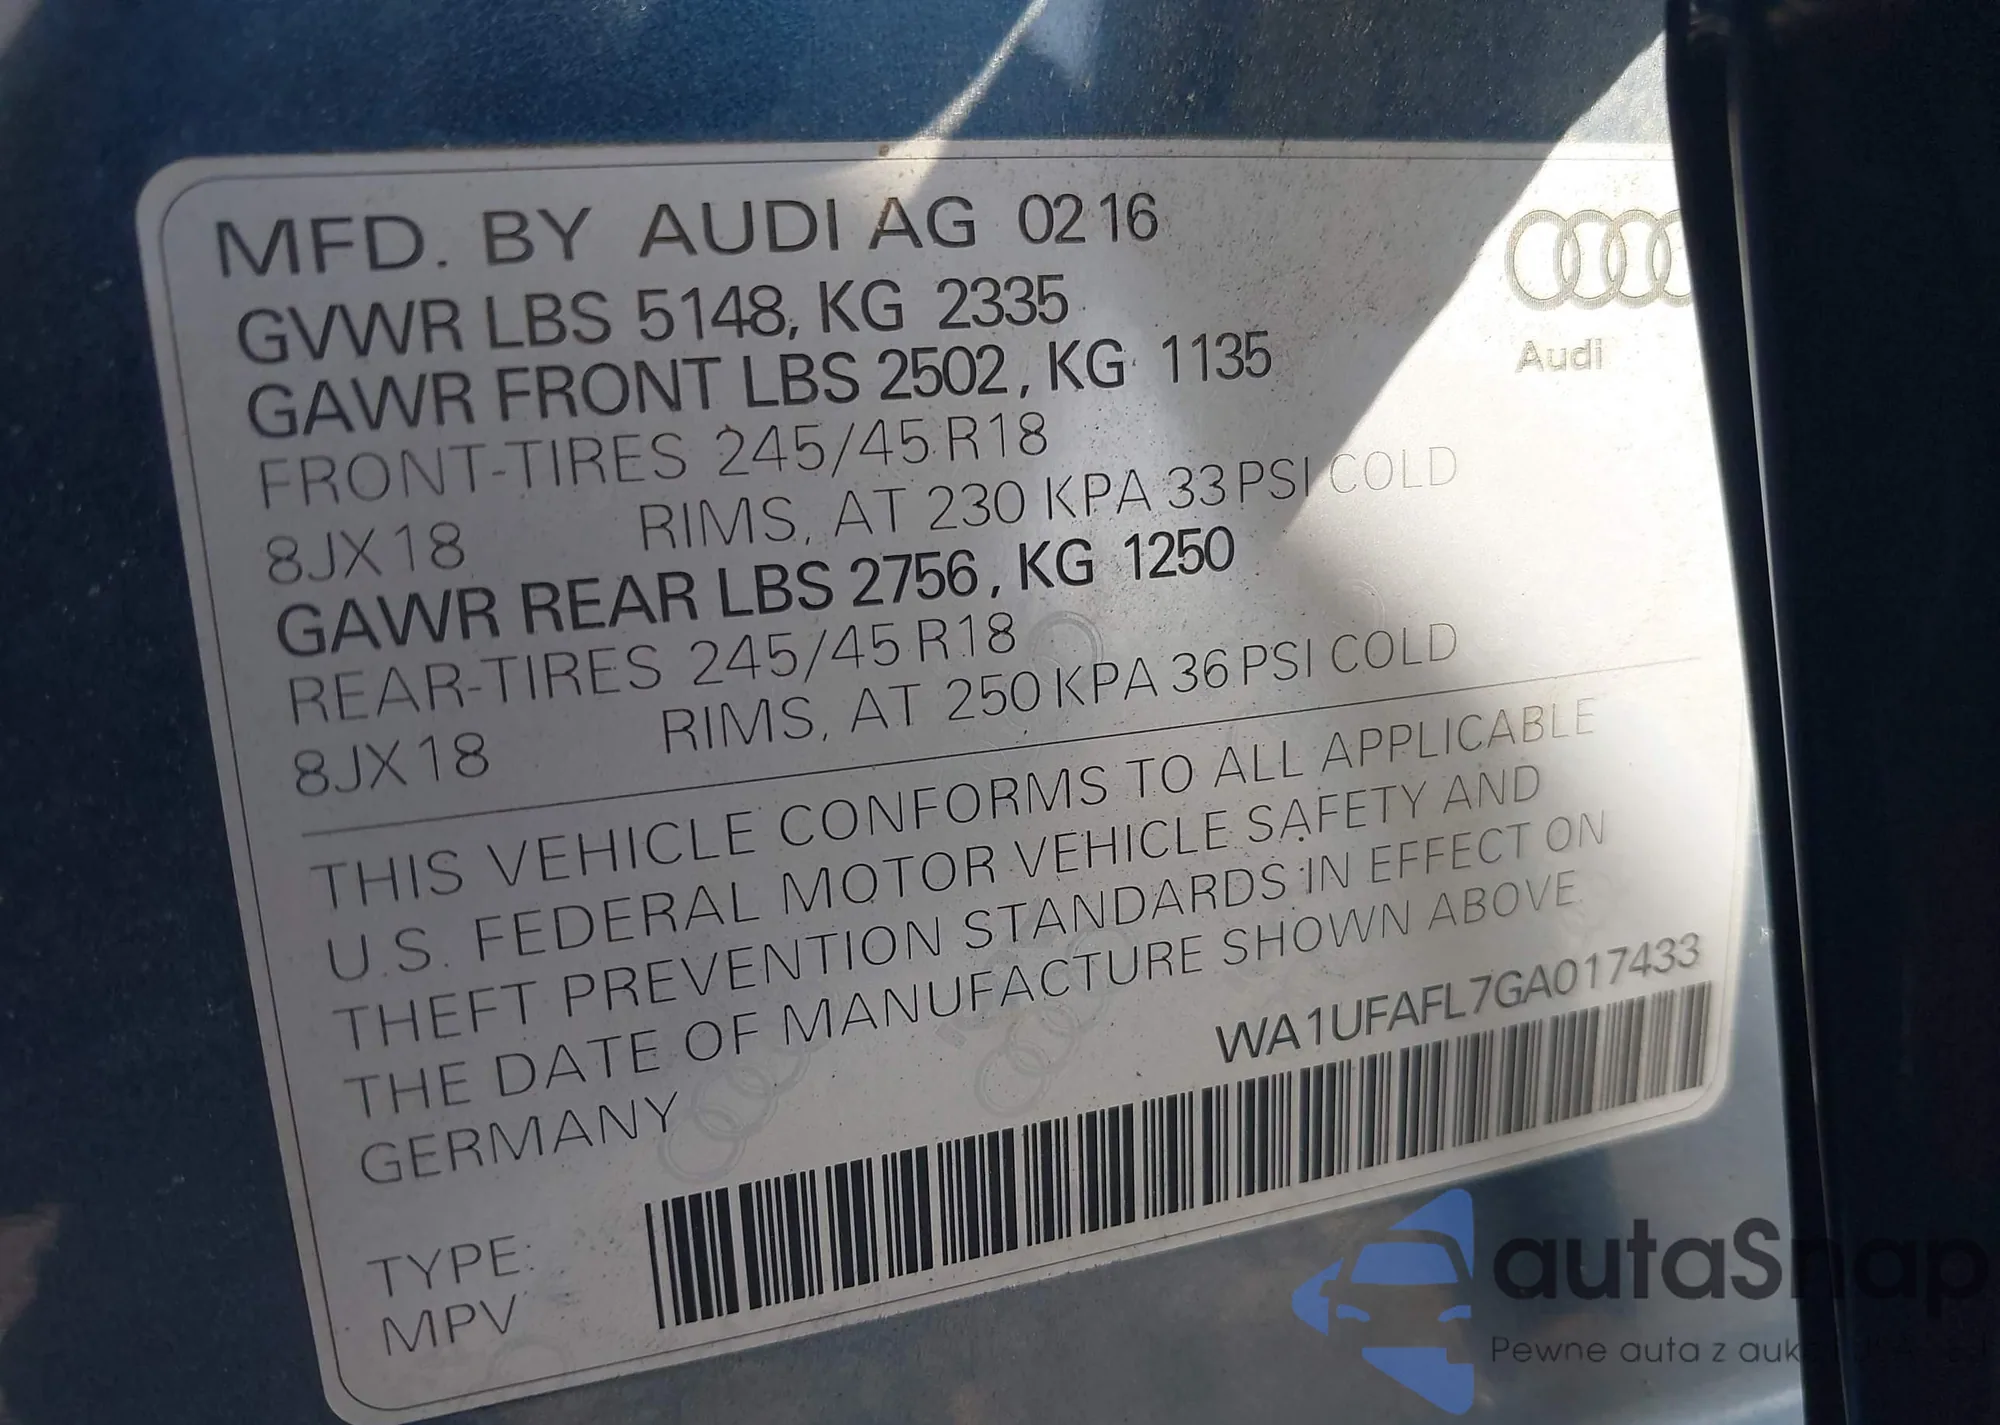 MFD. BY AUDI AG 02 16
GVWR LBS 5148, KG 2335
GAWR FRONT LBS 2502, KG 1135
FRONT-TIRES 245/45 R18
8JX18 RIMS, AT 230 KPA 33 PSI COLD
GAWR REAR LBS 2756, KG 1250
REAR-TIRES 245/45 R18
8JX18 RIMS, AT 250 KPA 36 PSI COLD
Audi
THIS VEHICLE CONFORMS TO ALL APPLICABLE
U.S. FEDERAL MOTOR VEHICLE SAFETY AND
THEFT PREVENTION STANDARDS IN EFFECT ON
THE DATE OF MANUFACTURE SHOWN ABOVE
GERMANY
WA1UFAFL7GA017433
TYPE:
MPV
autaSnap
Pewne auta z